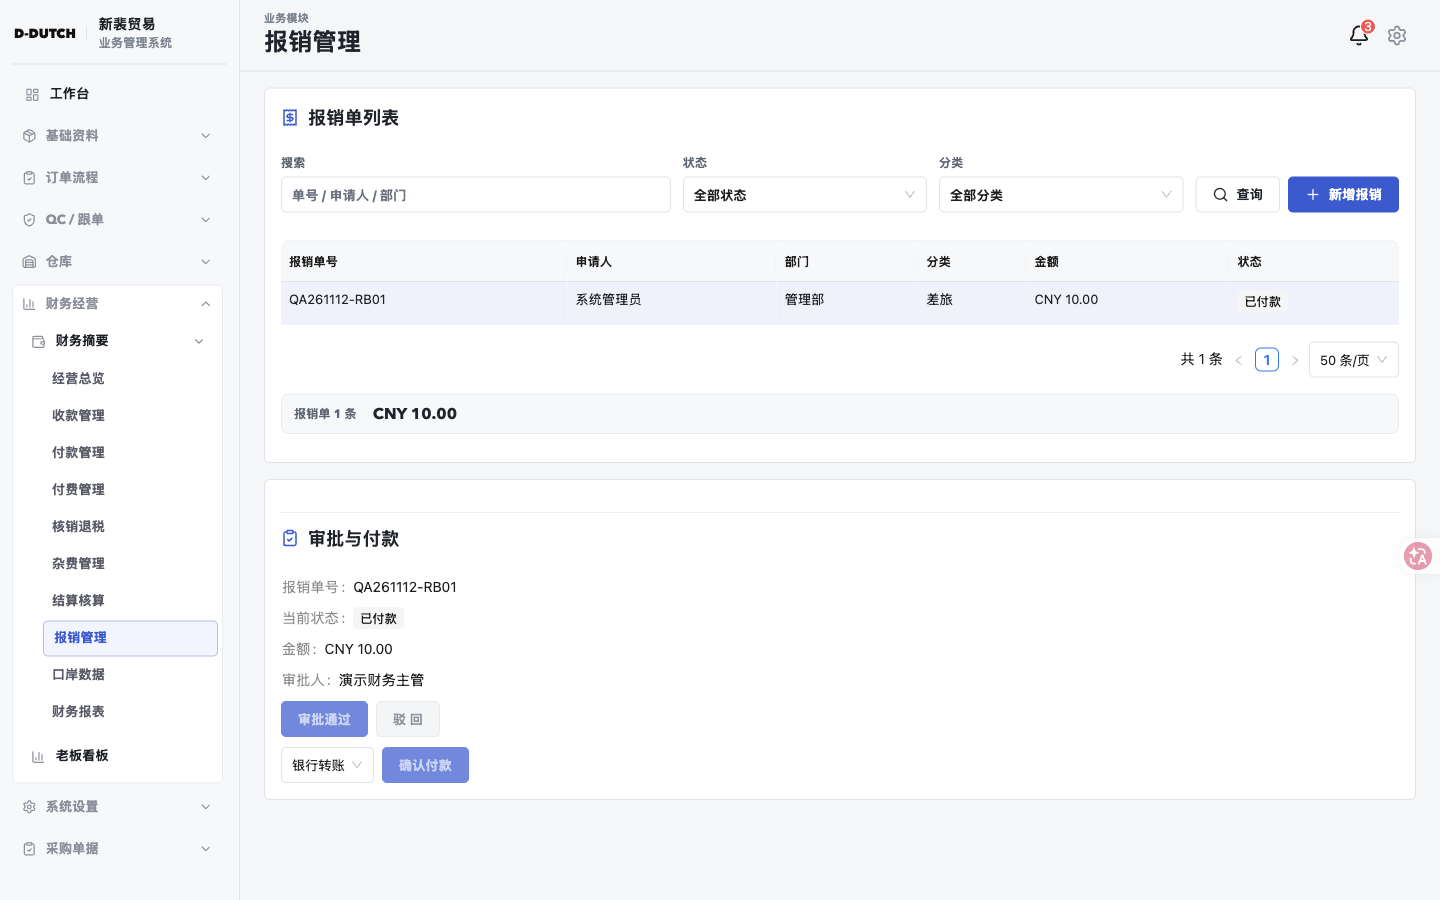 D-DUTCH
新裴贸易
业务管理系统
工作台
基础资料
订单流程
QC / 跟单
仓库
财务经营
财务摘要
经营总览
收款管理
付款管理
付费管理
核销退税
杂费管理
结算核算
报销管理
口岸数据
财务报表
老板看板
系统设置
采购单据
业务模块
报销管理
3
报销单列表
搜索 状态 分类
单号 / 申请人 / 部门 全部状态 全部分类 查询 新增报销
报销单号 申请人 部门 分类 金额 状态
QA261112-RB01 系统管理员 管理部 差旅 CNY 10.00 已付款
共 1 条 1 50 条/页
报销单 1 条 CNY 10.00
审批与付款
报销单号： QA261112-RB01
当前状态： 已付款
金额： CNY 10.00
审批人： 演示财务主管
审批通过 驳 回
银行转账 确认付款